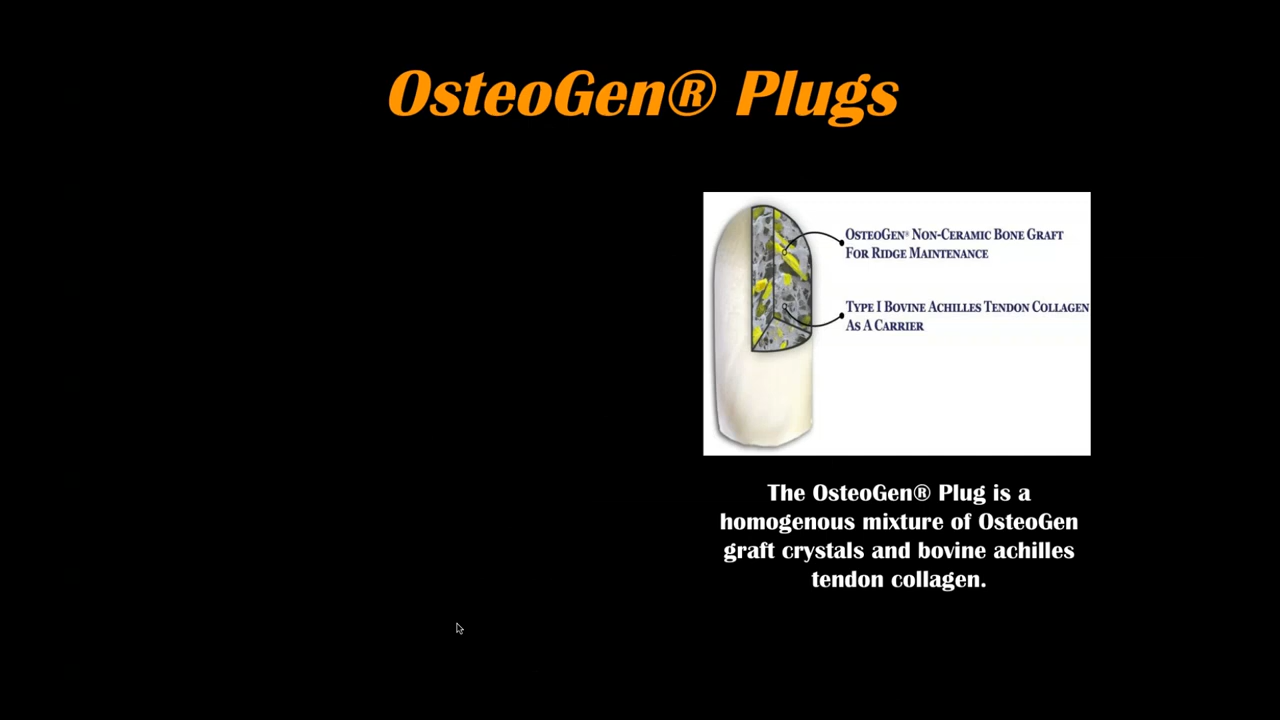 OsteoGen® Plugs
OsteoGen® Non-Ceramic Bone Graft
For Ridge Maintenance
Type I Bovine Achilles Tendon Collagen
As A Carrier
The OsteoGen® Plug is a
homogenous mixture of OsteoGen
graft crystals and bovine achilles
tendon collagen.